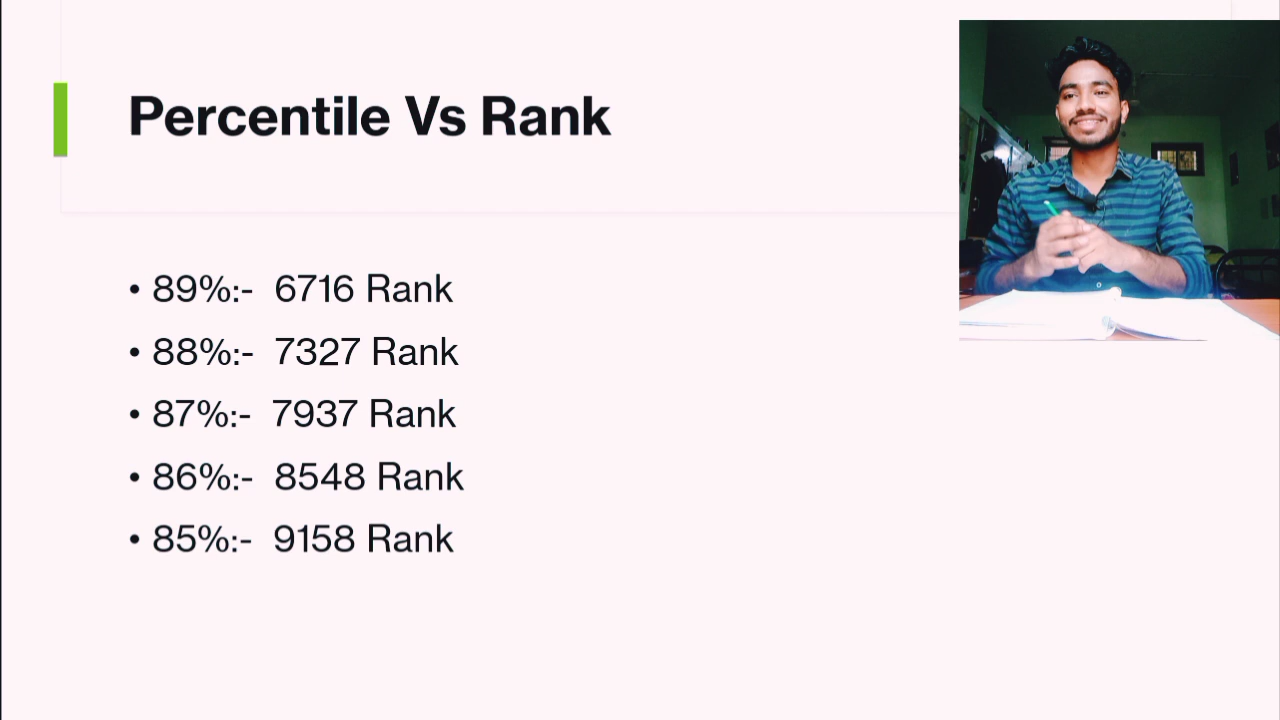 Percentile Vs Rank
• 89%:- 6716 Rank
• 88%:- 7327 Rank
• 87%:- 7937 Rank
• 86%:- 8548 Rank
• 85%:- 9158 Rank